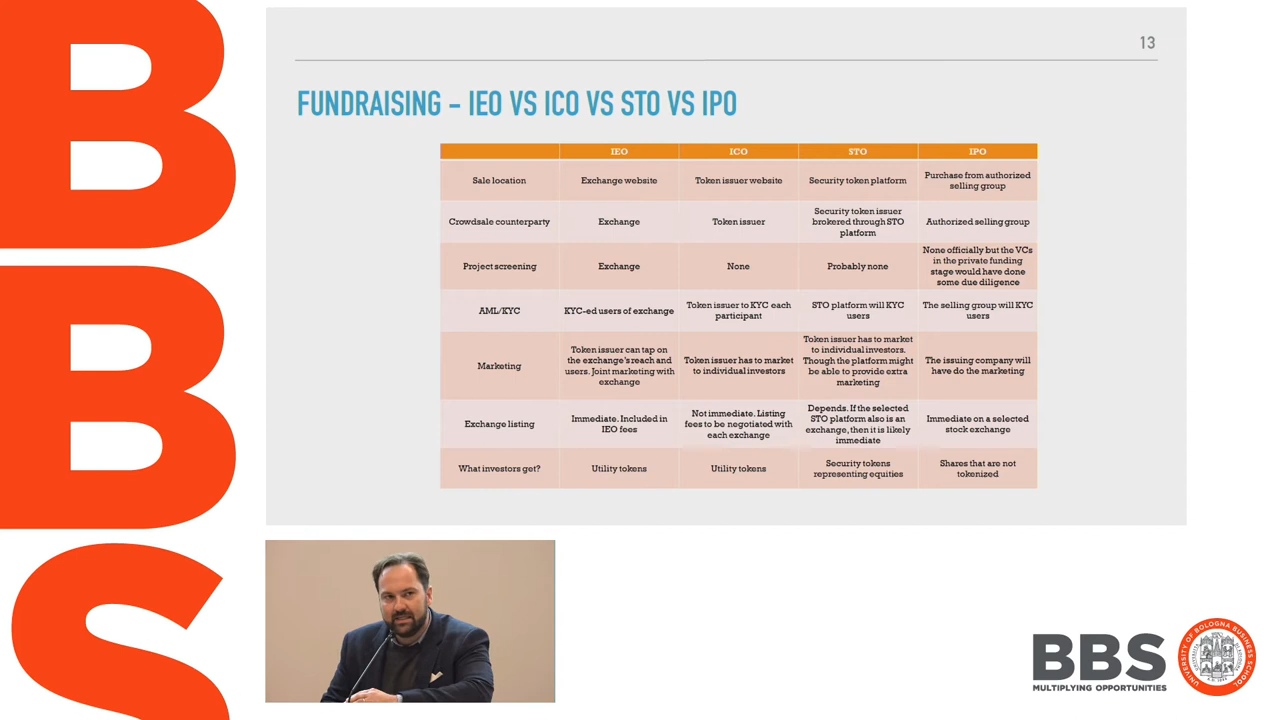 BBS
13
FUNDRAISING - IEO VS ICO VS STO VS IPO
IEO
ICO
STO
IPO
Sale location
Exchange website
Token issuer website
Security token platform
Purchase from authorized
selling group
Crowdsale counterparty
Exchange
Token issuer
Security token issuer
brokered through STO
platform
Authorized selling group
Project screening
Exchange
None
Probably none
None officially but the VCs
in the private funding
stage would have done
some due diligence
AML/KYC
KYC-ed users of exchange
Token issuer to KYC each
participant
STO platform will KYC
users
The selling group will KYC
users
Marketing
Token issuer can tap on
the exchange's reach and
users. Joint marketing with
exchange
Token issuer has to market
to individual investors
Token issuer has to market
to individual investors.
Though the platform might
be able to provide extra
marketing
The issuing company will
have do the marketing
Exchange listing
Immediate. Included in
IEO fees
Not immediate. Listing
fees to be negotiated with
each exchange
Depends. If the selected
STO platform also is an
exchange, then it is likely
immediate
Immediate on a selected
stock exchange
What investors get?
Utility tokens
Utility tokens
Security tokens
representing equities
Shares that are not
tokenized
BBS
MULTIPLYING OPPORTUNITIES
UNIVERSITY OF BOLOGNA BUSINESS SCHOOL